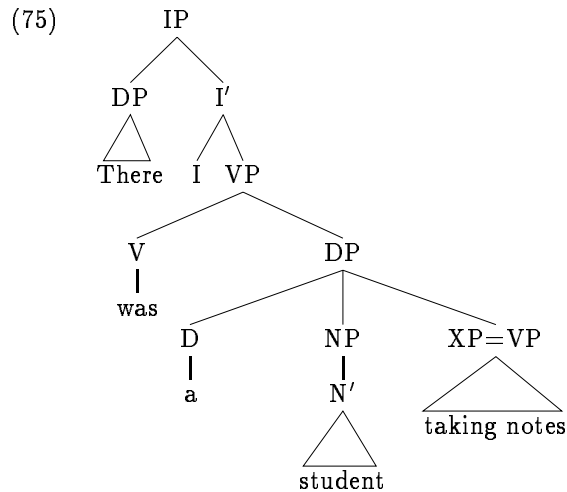 (75) IP
DP I′
There I VP
V DP
was
D NP XP=VP
a N′
taking notes
student